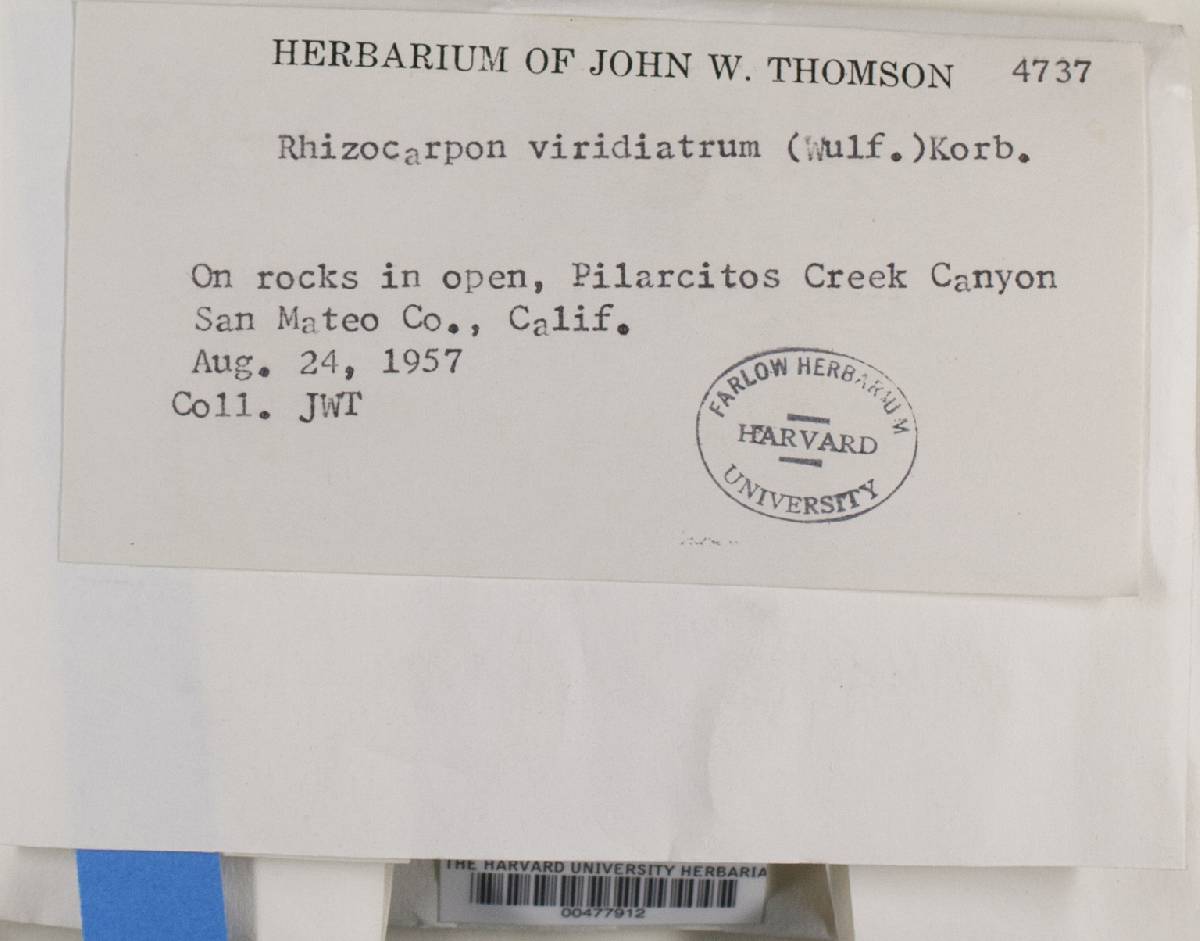 HERBARIUM OF JOHN W. THOMSON 4737
Rhizocarpon viridiatrum (Wulf.)Korb.
On rocks in open, Pilarcitos Creek Canyon
San Mateo Co., Calif.
Aug. 24, 1957
Coll. JWT
FARLOW HERBARIUM
HARVARD
UNIVERSITY
THE HARVARD UNIVERSITY HERBARIA
00477912